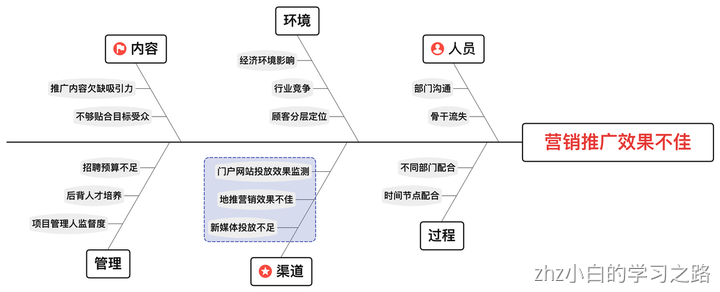 内容
环境
人员
经济环境影响
推广内容欠缺吸引力
行业竞争
部门沟通
不够贴合目标受众
顾客分层定位
骨干流失
营销推广效果不佳
招聘预算不足
门户网站投放效果监测
不同部门配合
后背人才培养
地推营销效果不佳
时间节点配合
项目管理人监督度
新媒体投放不足
管理
渠道
过程
zhz小白的学习之路